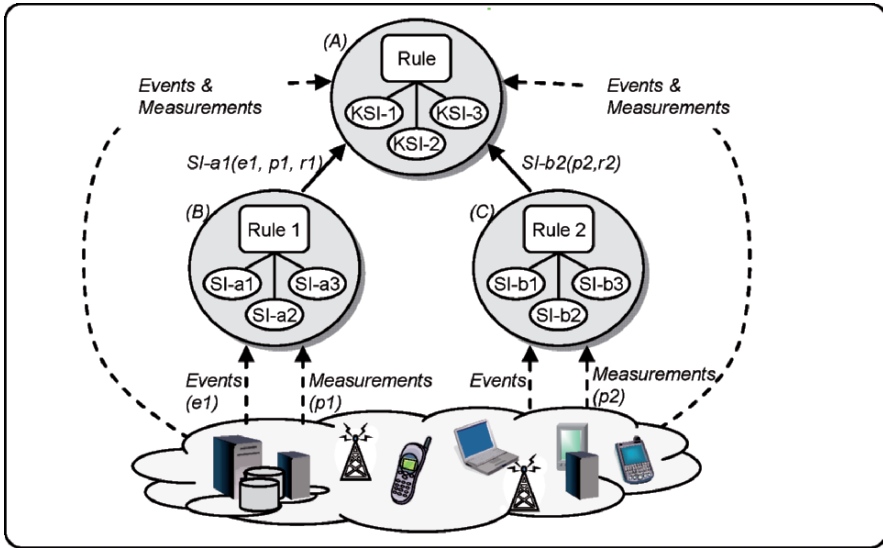 (A)
Rule
KSI-1
KSI-3
KSI-2
Events &
Measurements
Events &
Measurements
SI-a1(e1, p1, r1)
SI-b2(p2,r2)
(B)
Rule 1
SI-a1
SI-a3
SI-a2
(C)
Rule 2
SI-b1
SI-b3
SI-b2
Events
(e1)
Measurements
(p1)
Events
Measurements
(p2)